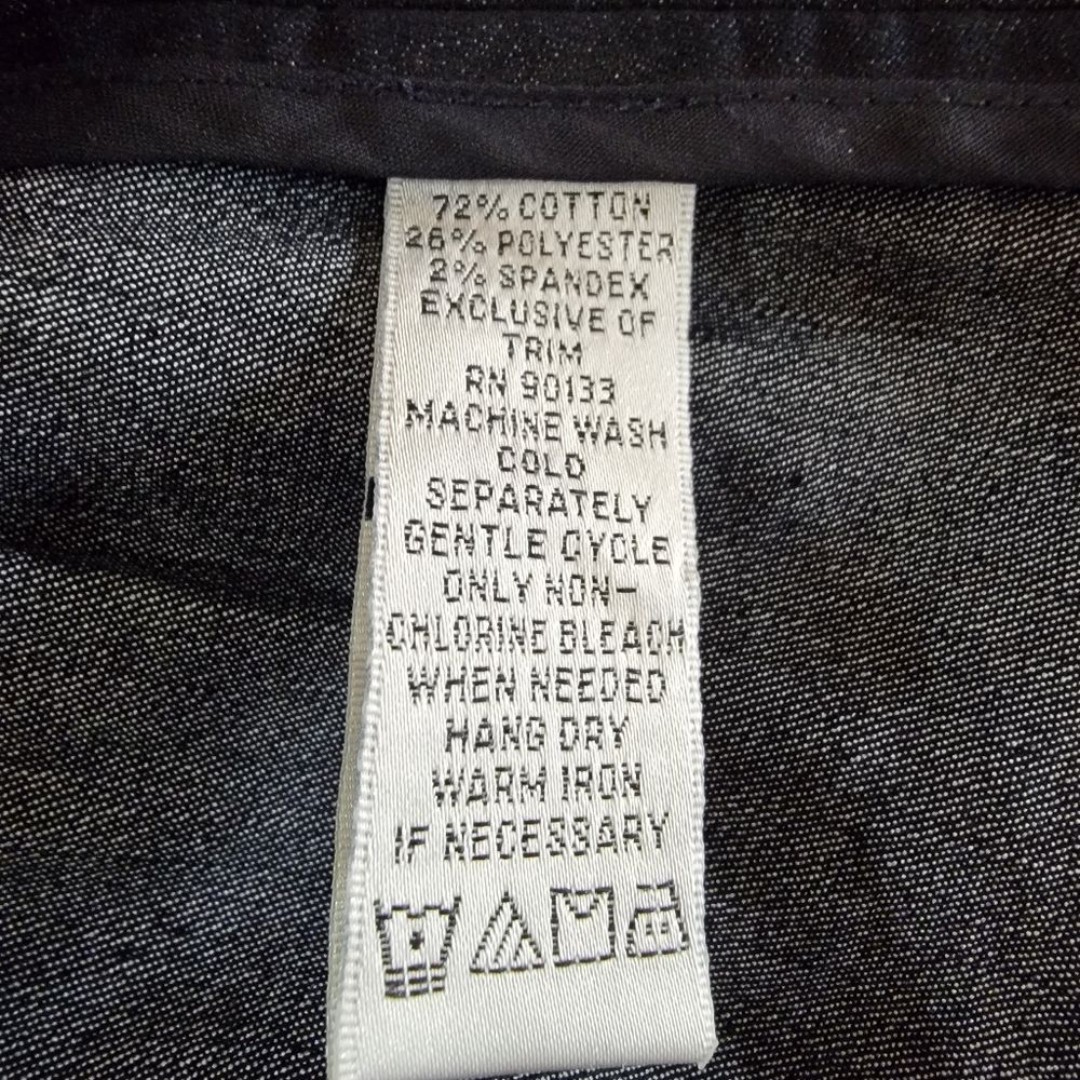 72% COTTON
26% POLYESTER
2% SPANDEX
EXCLUSIVE OF
TRIM
RN 90133
MACHINE WASH
COLD
SEPARATELY
GENTLE CYCLE
ONLY NON-
CHLORINE BLEACH
WHEN NEEDED
HANG DRY
WARM IRON
IF NECESSARY